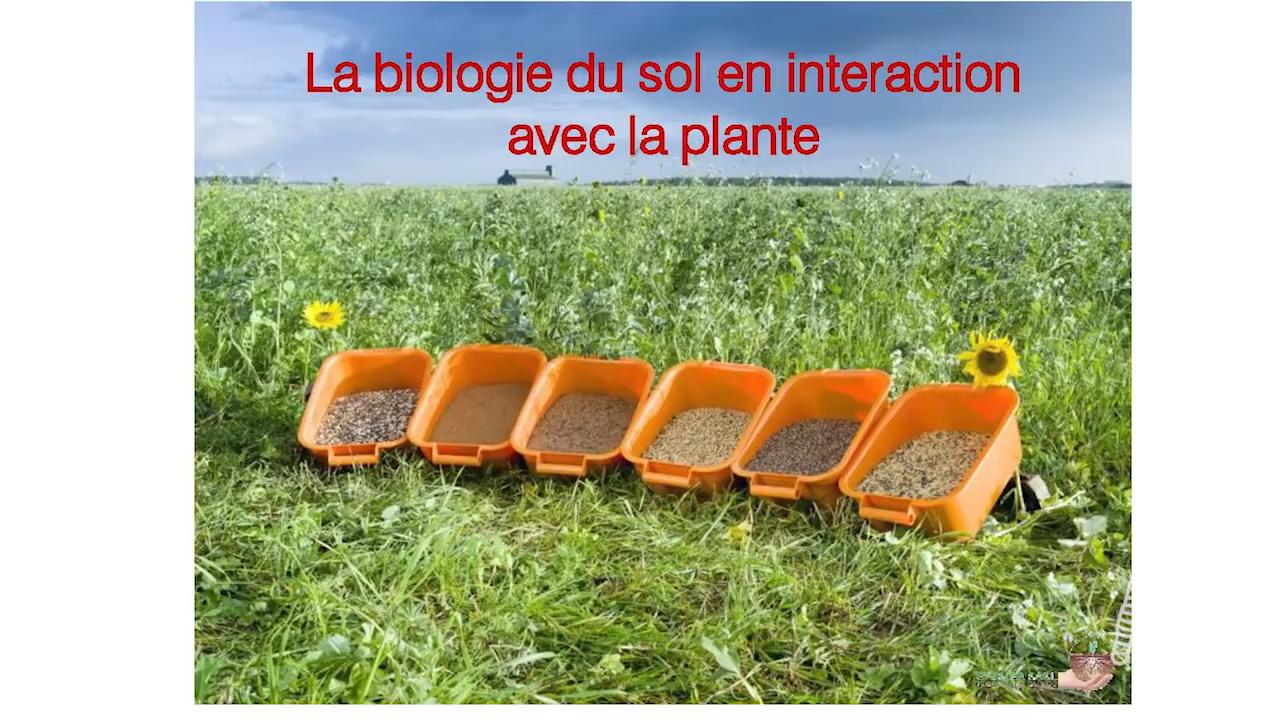 La biologie du sol en interaction
avec la plante